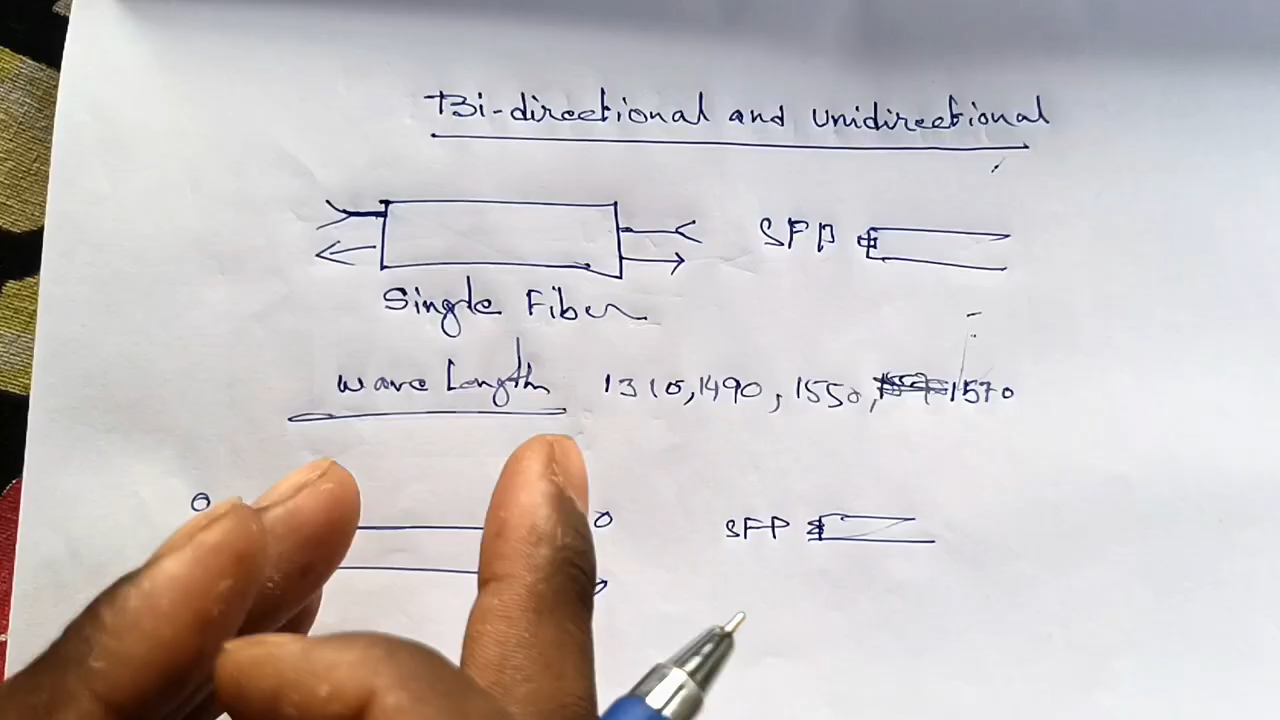 Bi-directional and unidirectional
SFP
Single Fiber
Wave Length 1310, 1490, 1550, 1570
SFP